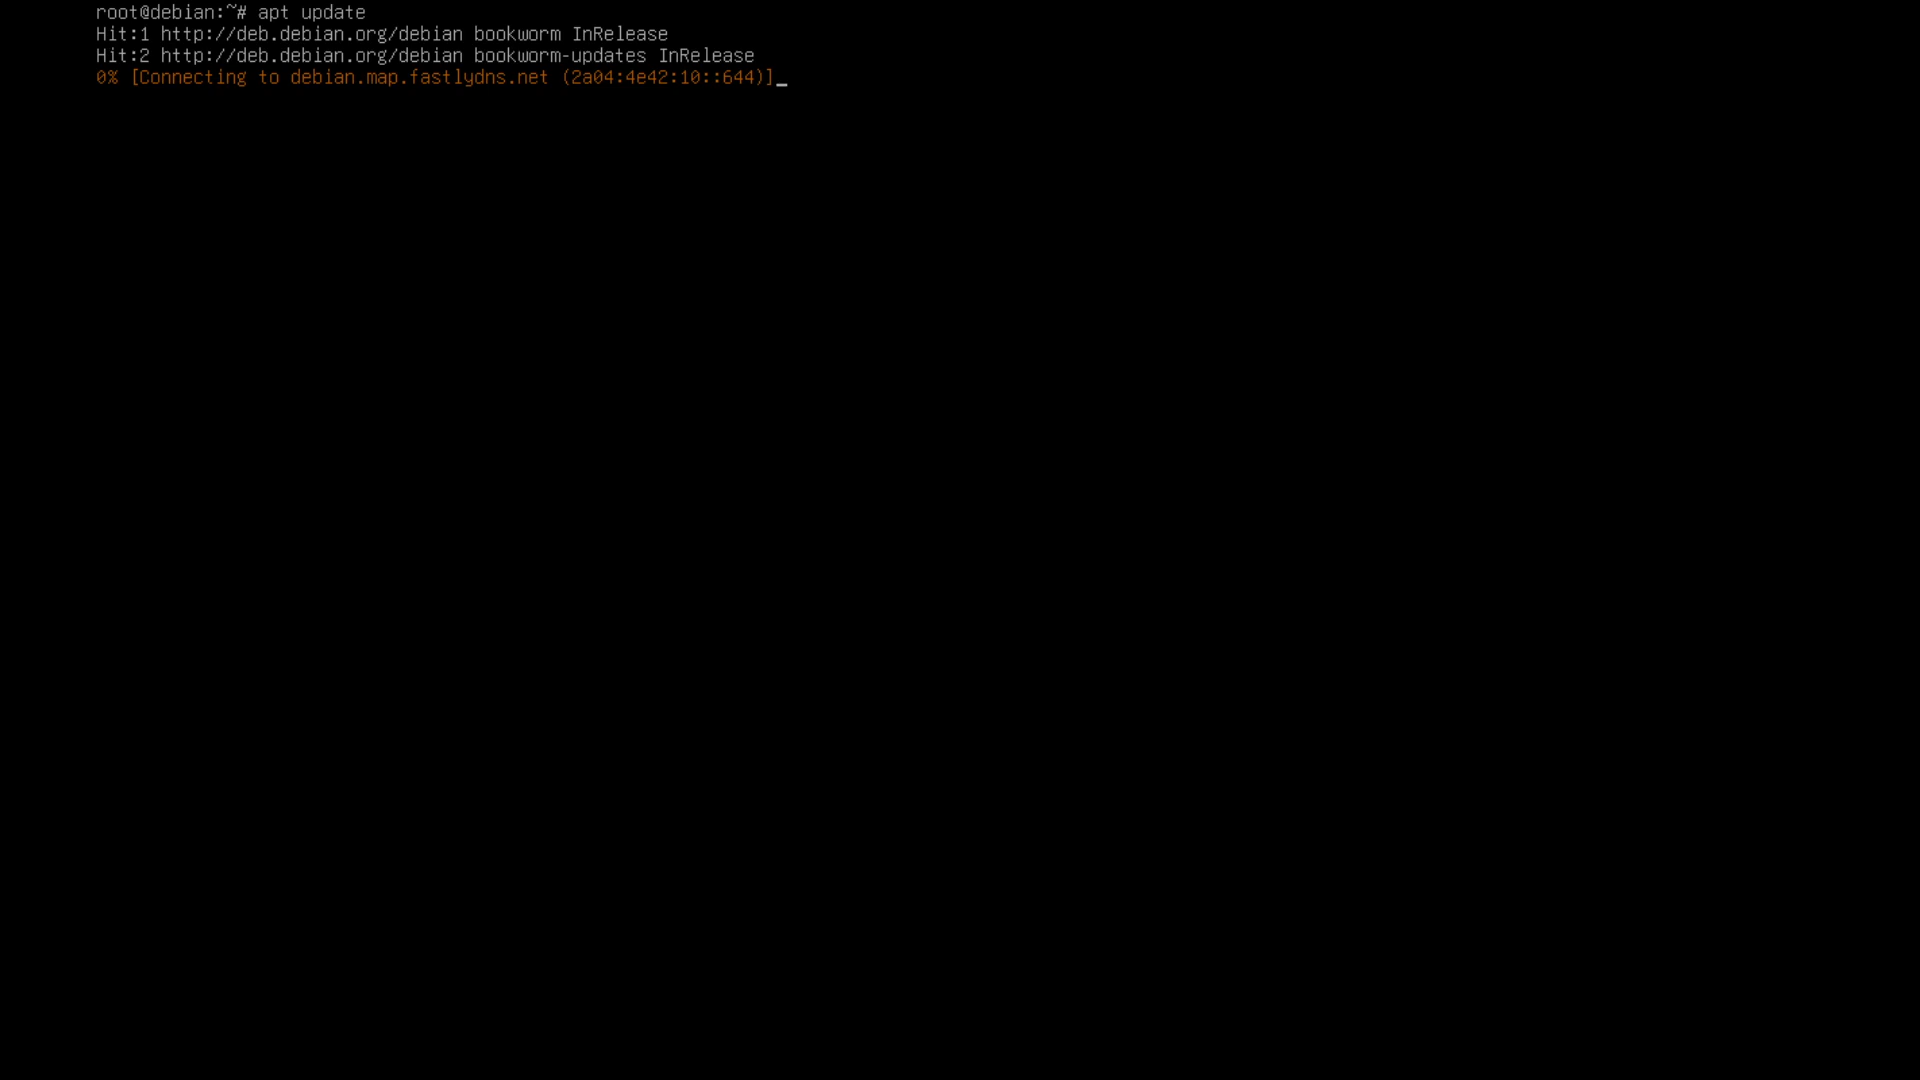 root@debian:~# apt update
Hit:1 http://deb.debian.org/debian bookworm InRelease
Hit:2 http://deb.debian.org/debian bookworm-updates InRelease
0% [Connecting to debian.map.fastlydns.net (2a04:4e42:10::644)]_